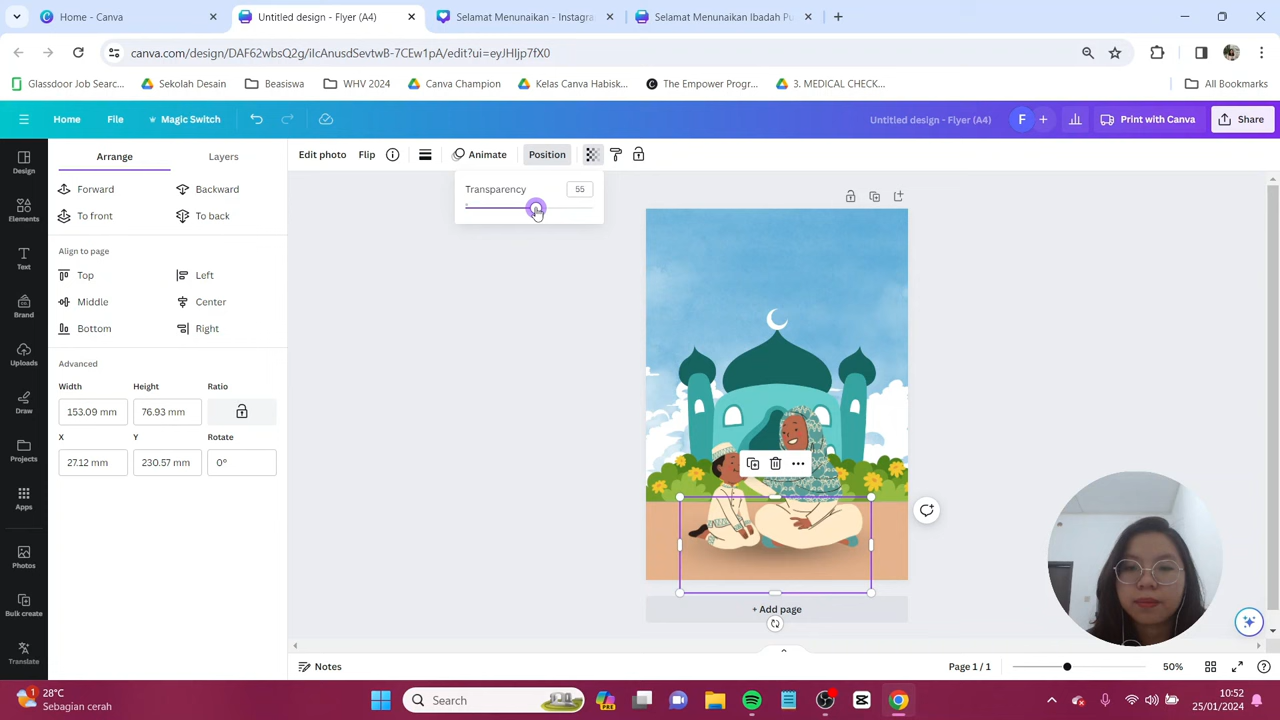 Home - Canva
Untitled design - Flyer (A4)
Selamat Menunaikan - Instagra
Selamat Menunaikan Ibadah Pu
canva.com/design/DAF62wbsQ2g/iIcAnusdSevtwB-7CEw1pA/edit?ui=eyJHIjp7fX0
Glassdoor Job Searc...
Sekolah Desain
Beasiswa
WHV 2024
Canva Champion
Kelas Canva Habisk...
The Empower Progr...
3. MEDICAL CHECK...
All Bookmarks
Home
File
Magic Switch
Untitled design - Flyer (A4)
F
Print with Canva
Share
Design
Elements
Text
Brand
Uploads
Draw
Projects
Apps
Photos
Bulk create
Translate
Arrange
Layers
Forward
Backward
To front
To back
Align to page
Top
Left
Middle
Center
Bottom
Right
Advanced
Width
Height
Ratio
153.09 mm
76.93 mm
X
Y
Rotate
27.12 mm
230.57 mm
0°
Edit photo
Flip
Animate
Position
Transparency
55
+ Add page
Notes
Page 1 / 1
50%
1
28°C
Sebagian cerah
Search
10:52
25/01/2024